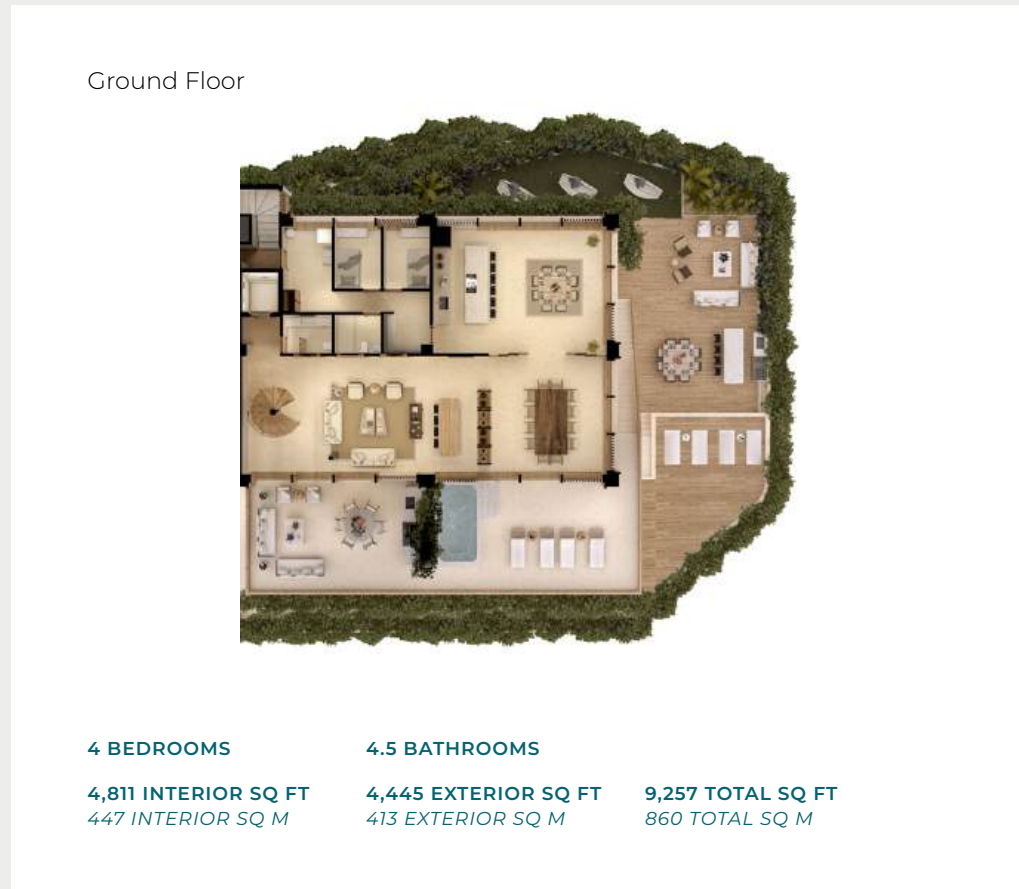 Ground Floor
4 BEDROOMS
4.5 BATHROOMS
4,811 INTERIOR SQ FT
447 INTERIOR SQ M
4,445 EXTERIOR SQ FT
413 EXTERIOR SQ M
9,257 TOTAL SQ FT
860 TOTAL SQ M